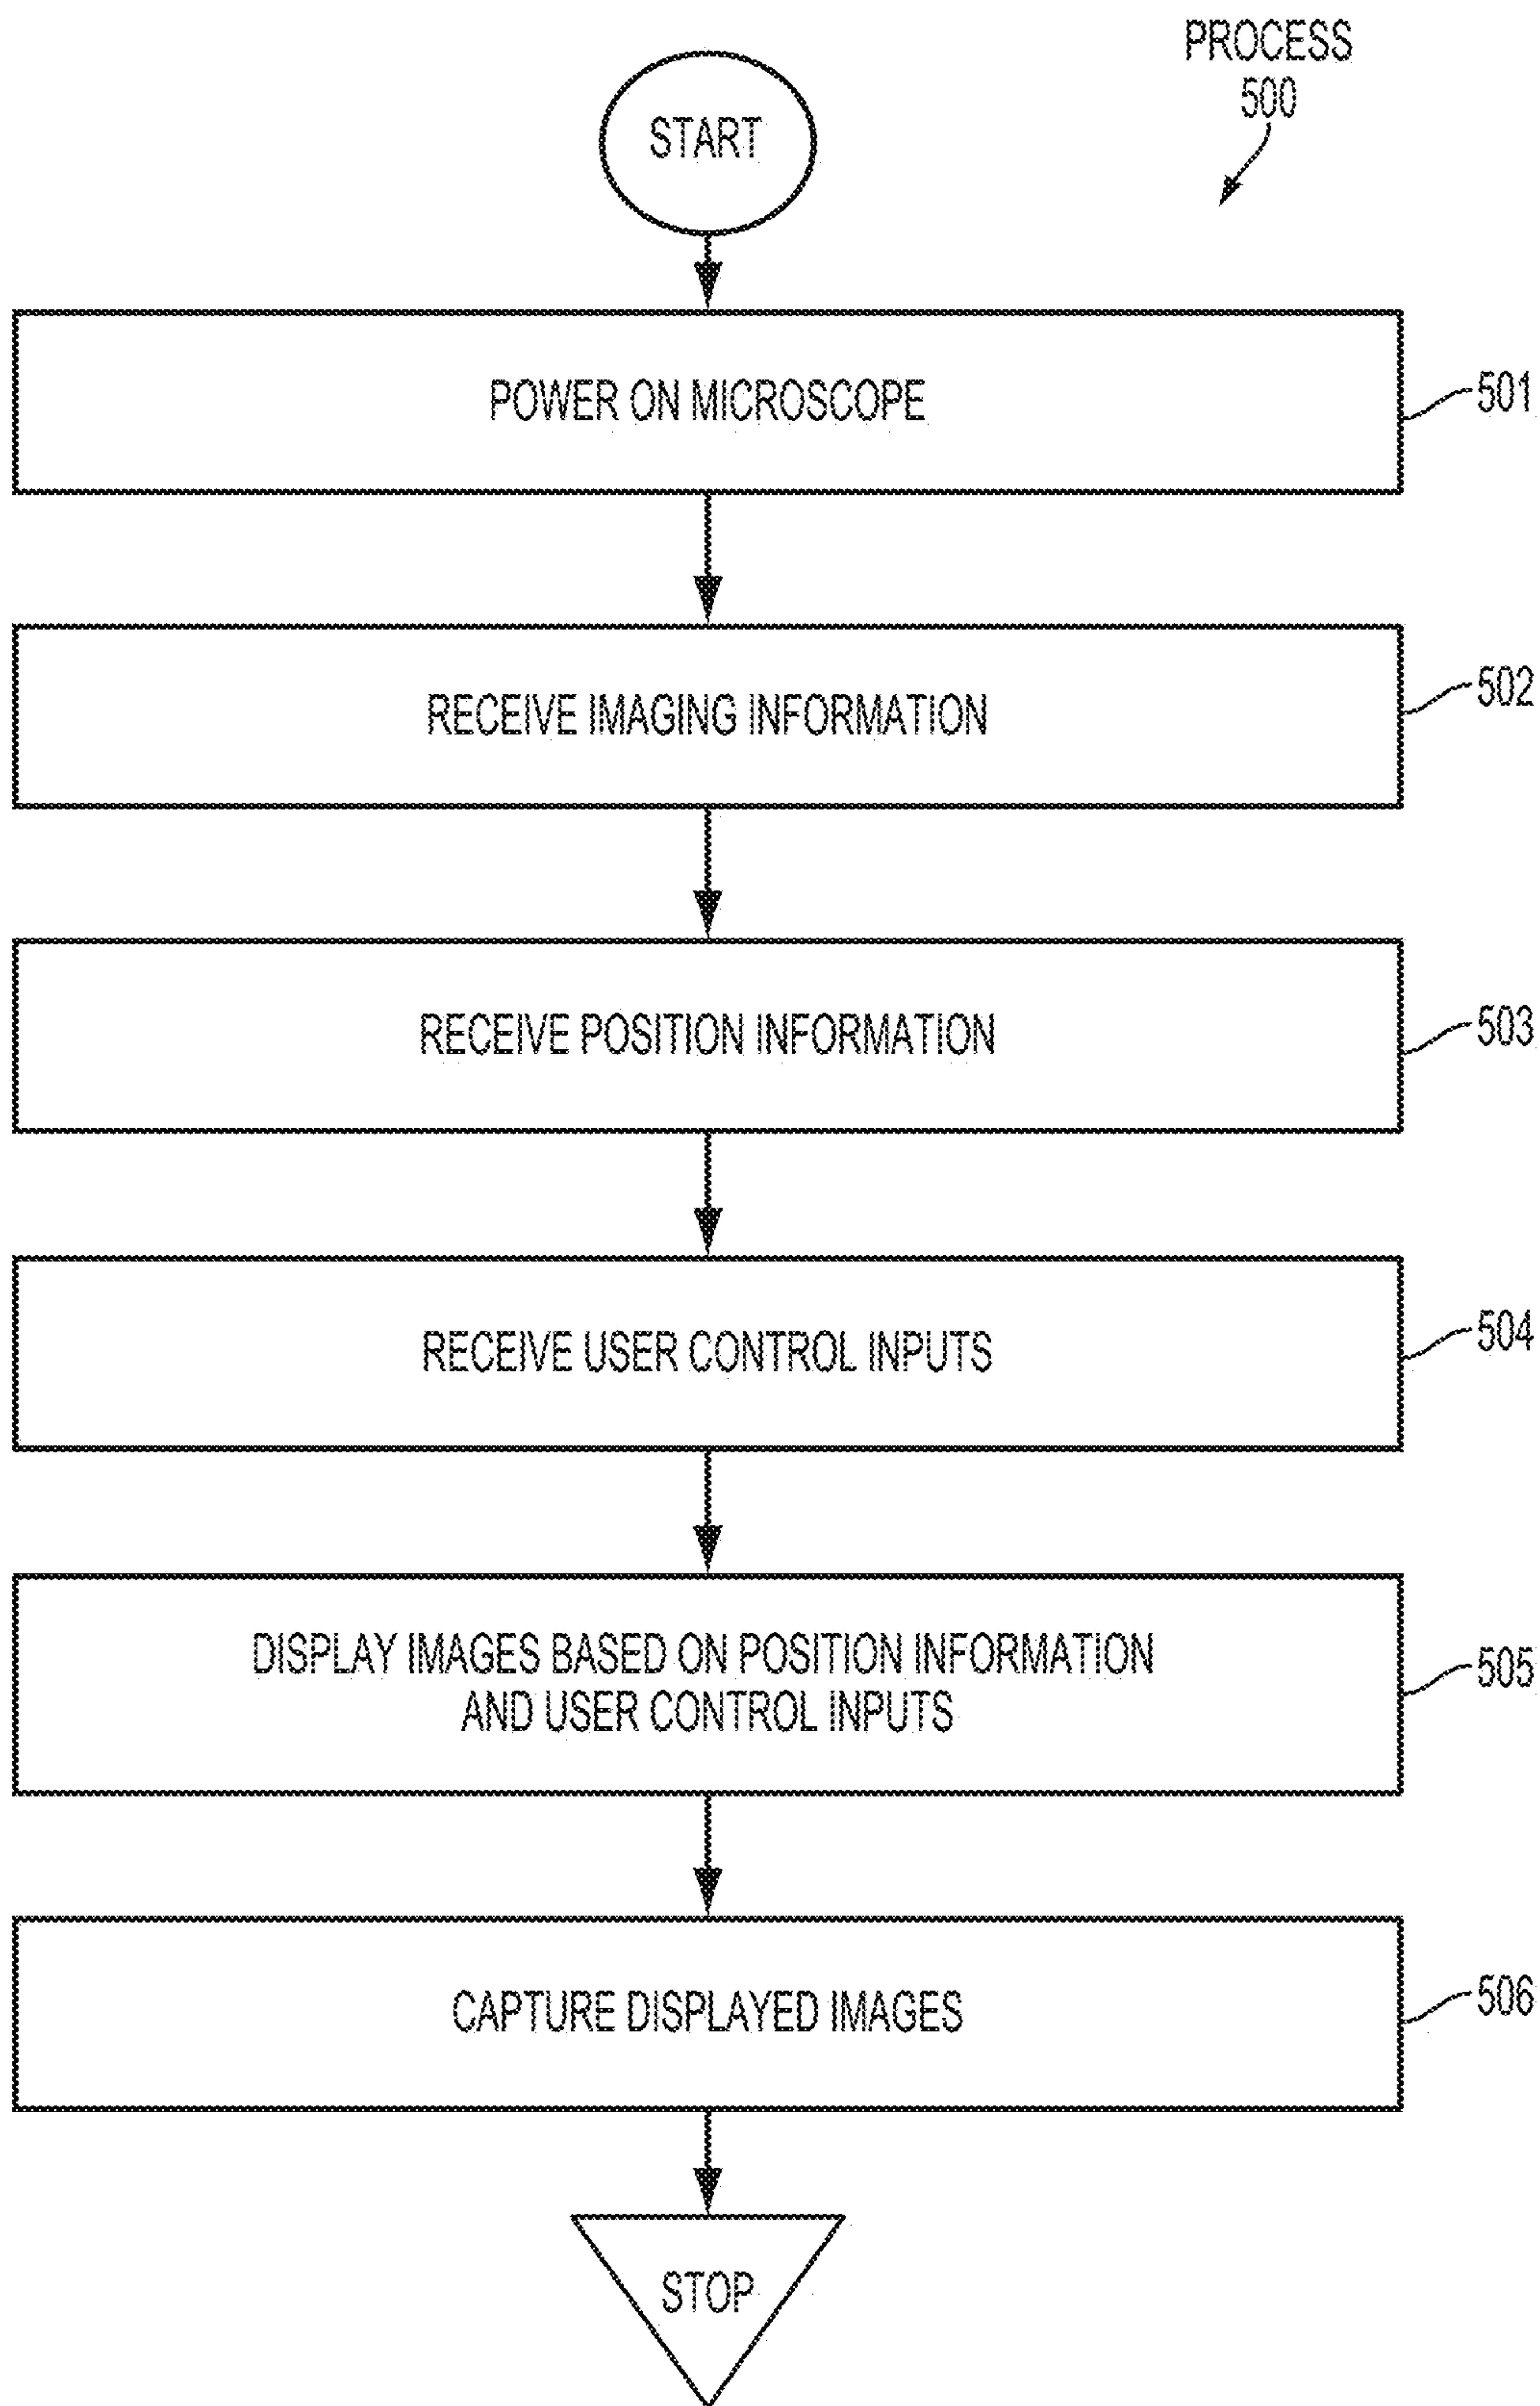 PROCESS
500
START
POWER ON MICROSCOPE
501
RECEIVE IMAGING INFORMATION
502
RECEIVE POSITION INFORMATION
503
RECEIVE USER CONTROL INPUTS
504
DISPLAY IMAGES BASED ON POSITION INFORMATION
AND USER CONTROL INPUTS
505
CAPTURE DISPLAYED IMAGES
506
STOP